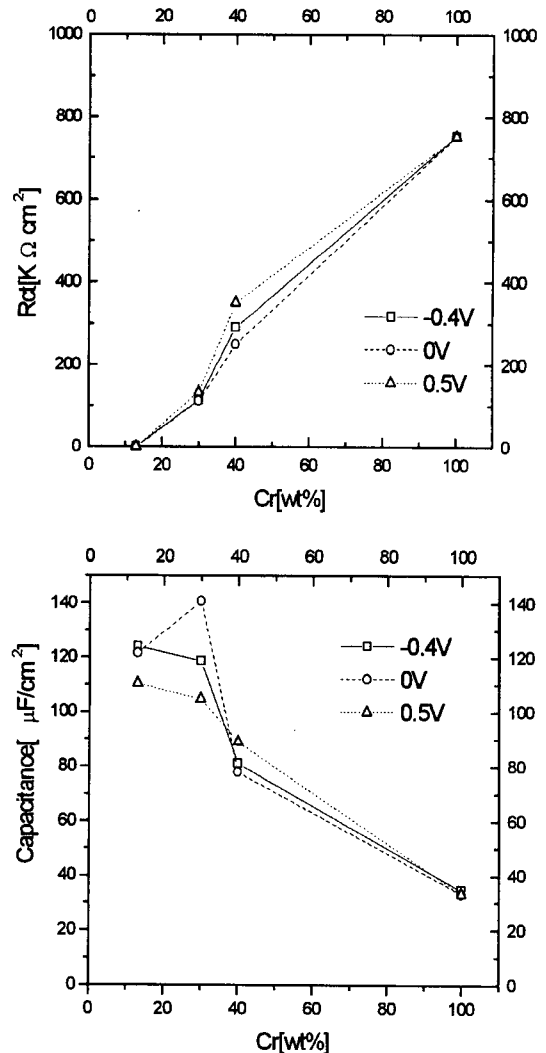 0 20 40 60 80 100
1000 1000
800 800
600 600
400 400
200 200
0 0
Rct[K Ω cm²]
-0.4V
0V
0.5V
0 20 40 60 80 100
Cr[wt%]
0 20 40 60 80 100
140 140
120 120
100 100
80 80
60 60
40 40
20 20
0 0
Capacitance[ μF/cm²]
-0.4V
0V
0.5V
0 20 40 60 80 100
Cr[wt%]